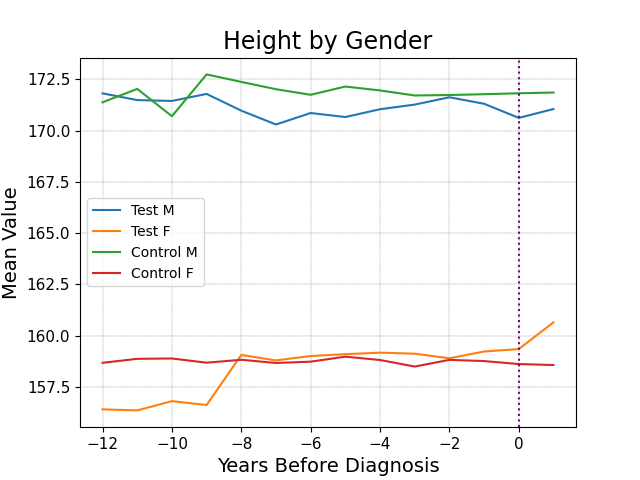 Height by Gender
Mean Value
172.5
170.0
167.5
165.0
162.5
160.0
157.5
Test M
Test F
Control M
Control F
−12
−10
−8
−6
−4
−2
0
Years Before Diagnosis